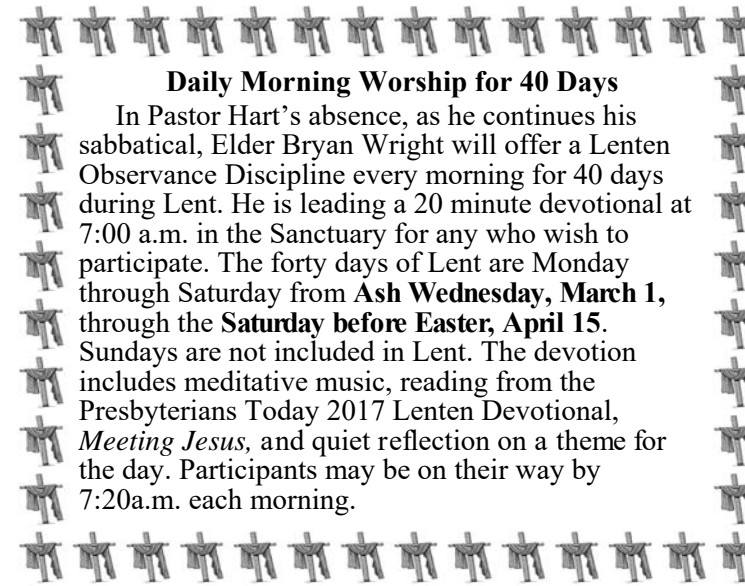 Daily Morning Worship for 40 Days
In Pastor Hart’s absence, as he continues his
sabbatical, Elder Bryan Wright will offer a Lenten
Observance Discipline every morning for 40 days
during Lent. He is leading a 20 minute devotional at
7:00 a.m. in the Sanctuary for any who wish to
participate. The forty days of Lent are Monday
through Saturday from Ash Wednesday, March 1,
through the Saturday before Easter, April 15.
Sundays are not included in Lent. The devotion
includes meditative music, reading from the
Presbyterians Today 2017 Lenten Devotional,
Meeting Jesus, and quiet reflection on a theme for
the day. Participants may be on their way by
7:20a.m. each morning.